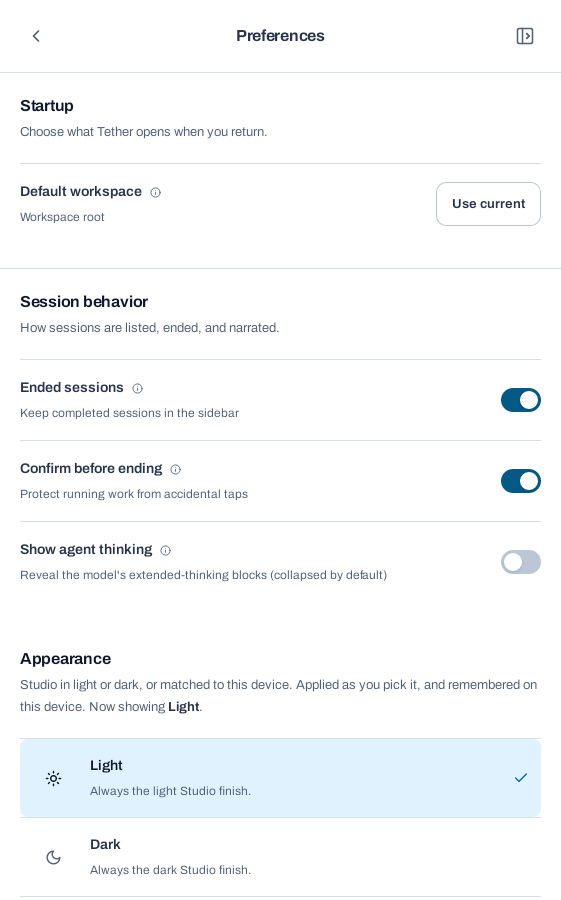 Preferences
Startup
Choose what Tether opens when you return.
Default workspace
Workspace root
Use current
Session behavior
How sessions are listed, ended, and narrated.
Ended sessions
Keep completed sessions in the sidebar
Confirm before ending
Protect running work from accidental taps
Show agent thinking
Reveal the model's extended-thinking blocks (collapsed by default)
Appearance
Studio in light or dark, or matched to this device. Applied as you pick it, and remembered on
this device. Now showing Light.
Light
Always the light Studio finish.
Dark
Always the dark Studio finish.